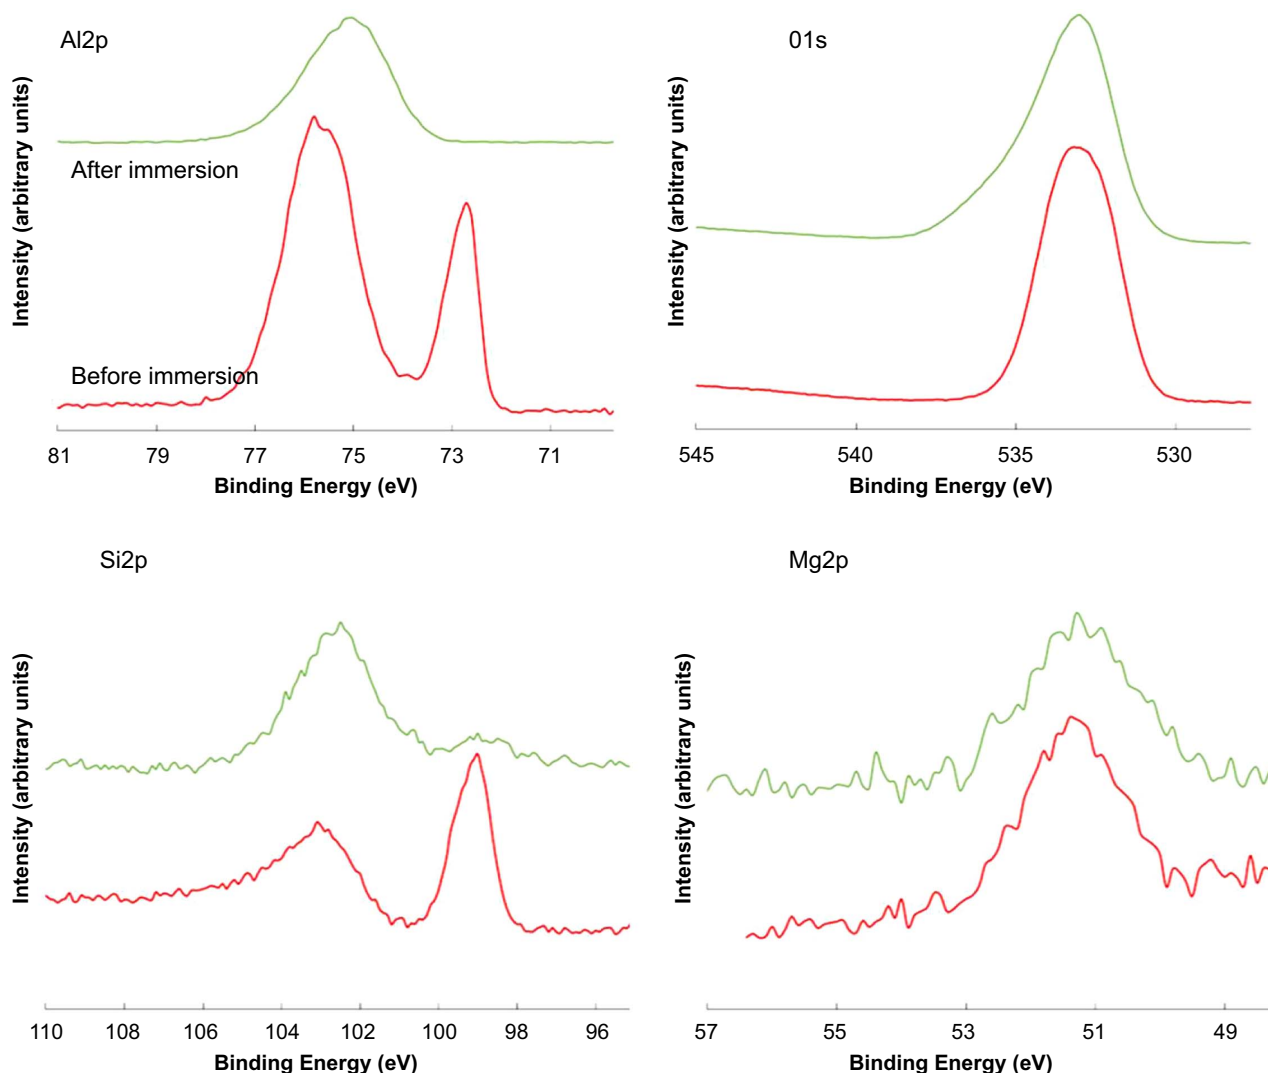 Al2p
Intensity (arbitrary units)
After immersion
Before immersion
81 79 77 75 73 71
Binding Energy (eV)
01s
Intensity (arbitrary units)
545 540 535 530
Binding Energy (eV)
Si2p
Intensity (arbitrary units)
110 108 106 104 102 100 98 96
Binding Energy (eV)
Mg2p
Intensity (arbitrary units)
57 55 53 51 49
Binding Energy (eV)